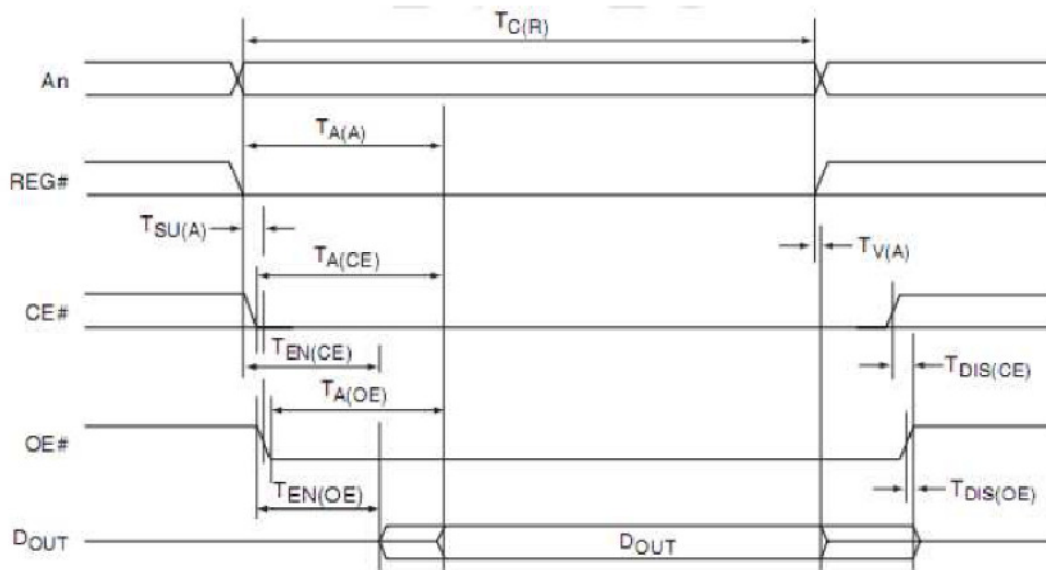 TC(R)
An
TA(A)
REG#
TSU(A)
TV(A)
TA(CE)
CE#
TEN(CE)
TDIS(CE)
TA(OE)
OE#
TEN(OE)
TDIS(OE)
DOUT
DOUT